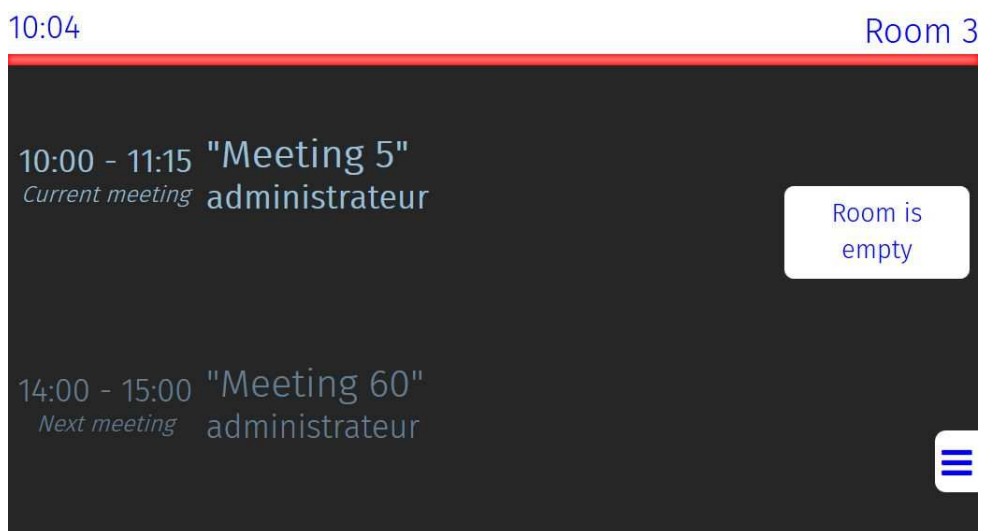 10:04
Room 3
10:00 - 11:15 "Meeting 5"
Current meeting administrateur
Room is
empty
14:00 - 15:00 "Meeting 60"
Next meeting administrateur